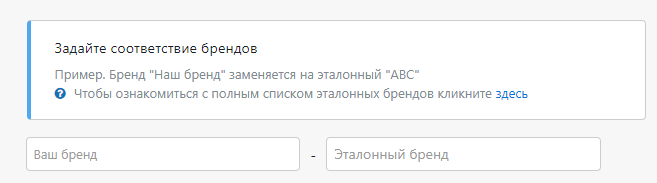 Задайте соответствие брендов
Пример. Бренд "Наш бренд" заменяется на эталонный "ABC"
Чтобы ознакомиться с полным списком эталонных брендов кликните здесь
Ваш бренд - Эталонный бренд